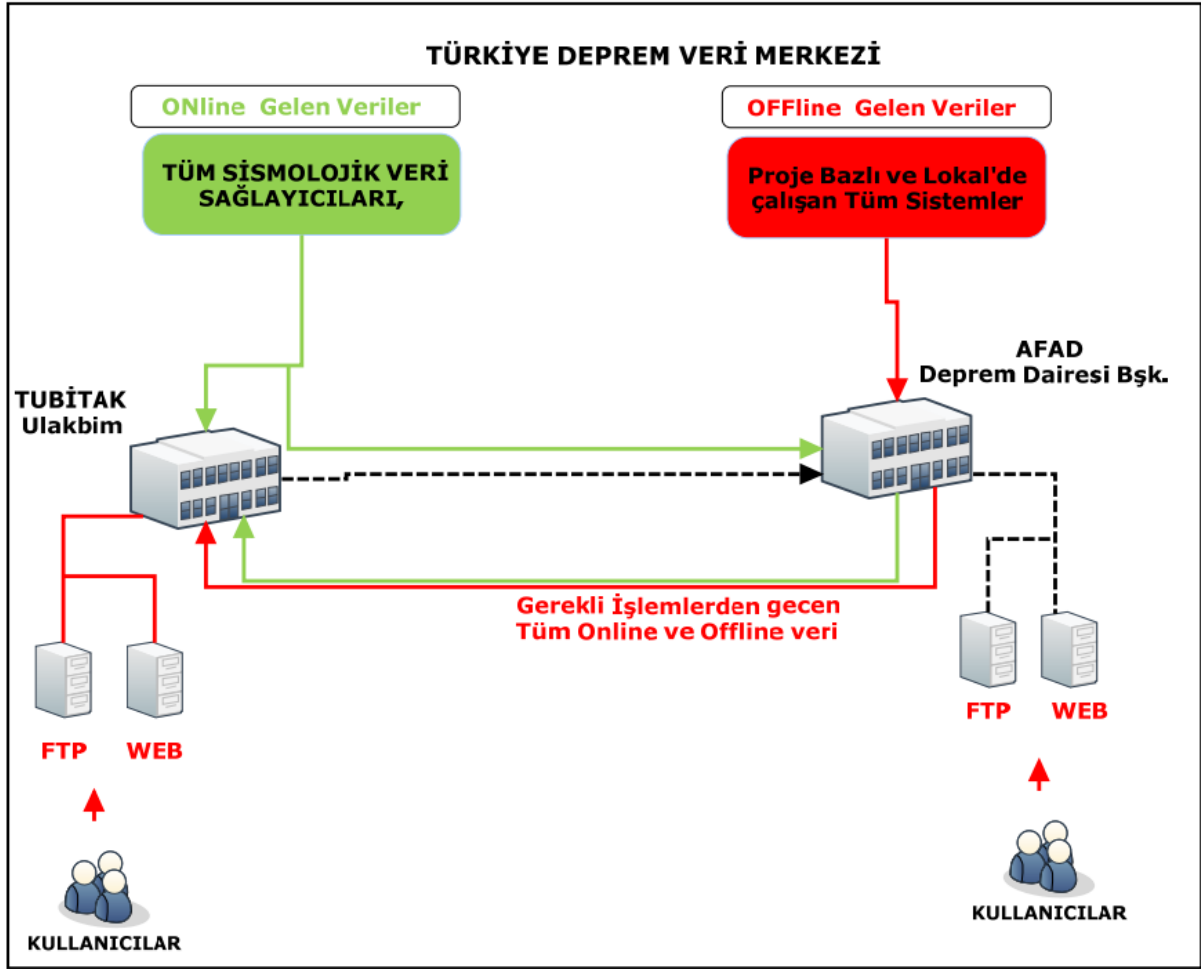 TÜRKİYE DEPREM VERİ MERKEZİ
ONline Gelen Veriler
OFFline Gelen Veriler
TÜM SİSMOLOJİK VERİ
SAĞLAYICILARI,
Proje Bazlı ve Lokal'de
çalışan Tüm Sistemler
AFAD
Deprem Dairesi Bşk.
TUBİTAK
Ulakbim
Gerekli İşlemlerden gecen
Tüm Online ve Offline veri
FTP
WEB
FTP
WEB
KULLANICILAR
KULLANICILAR